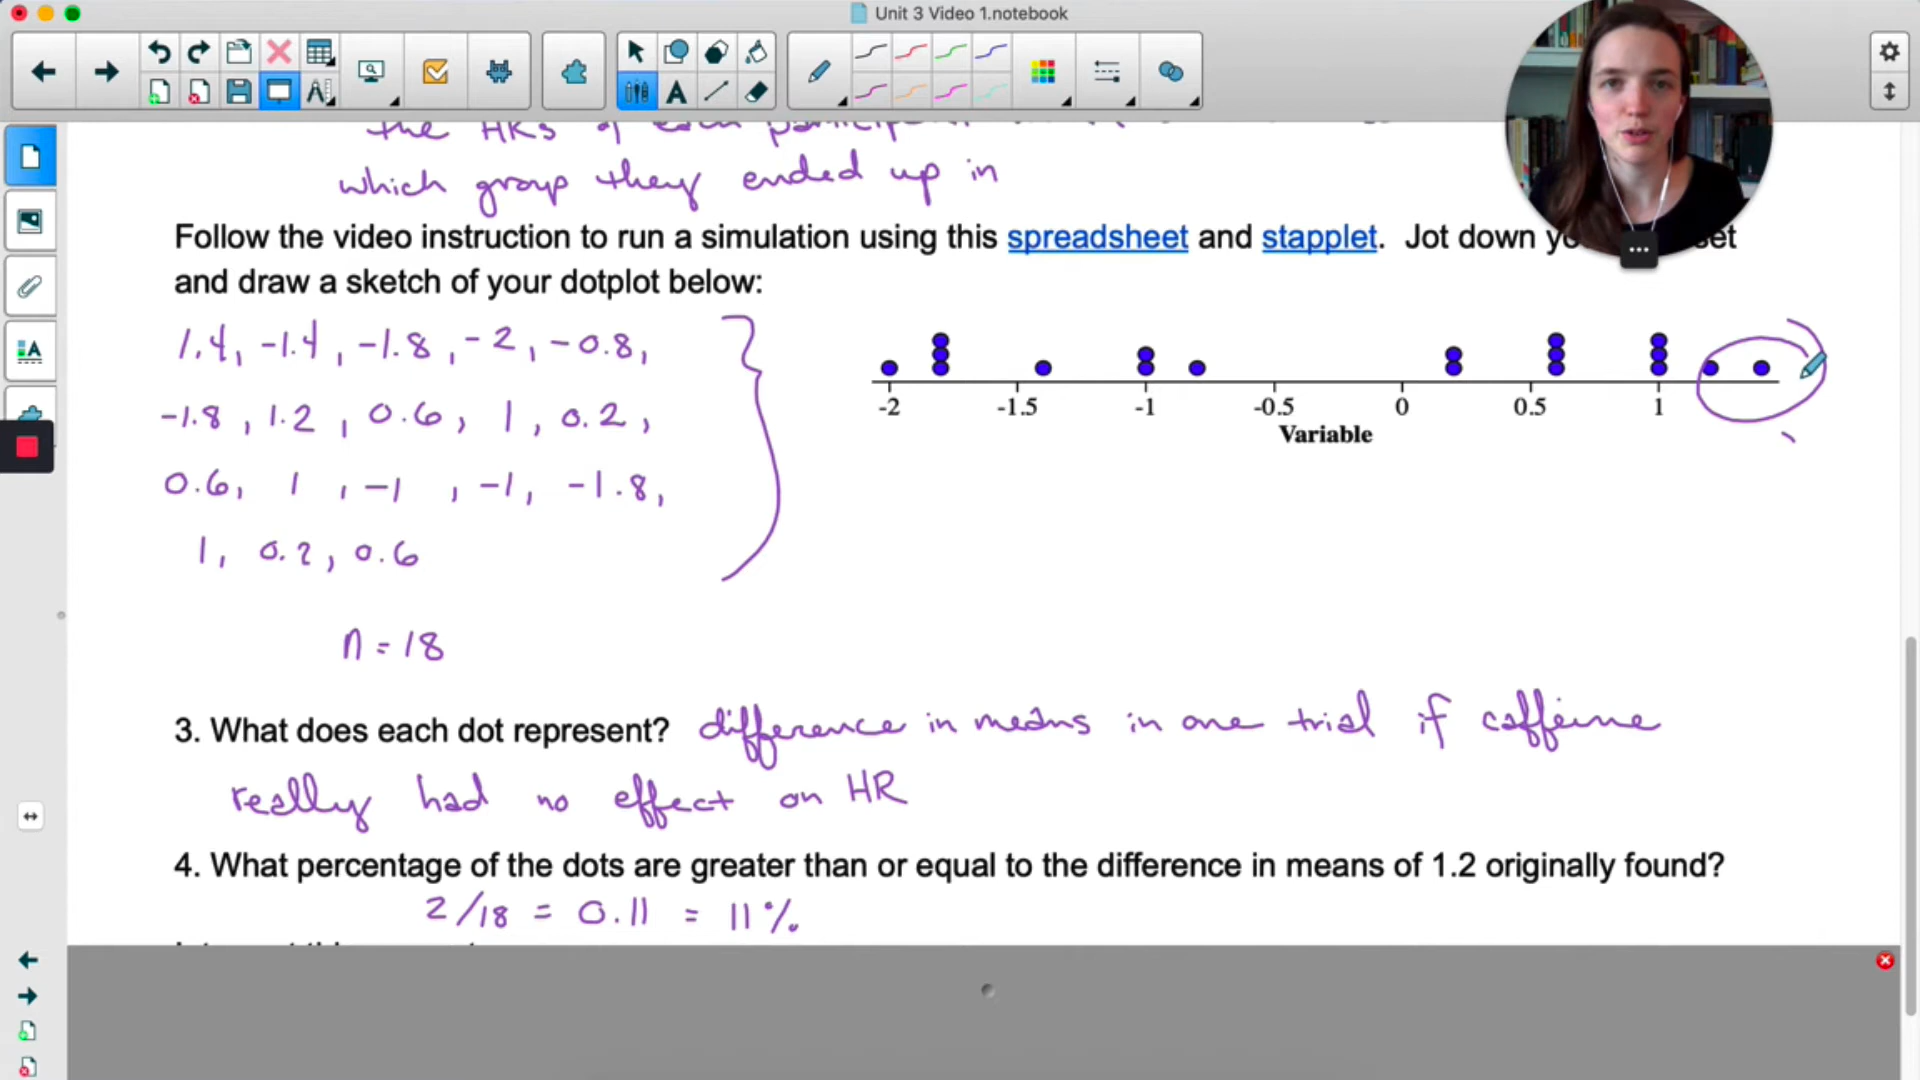 Unit 3 Video 1.notebook
the HRs of each
which group they ended up in
Follow the video instruction to run a simulation using this spreadsheet and stapplet. Jot down
and draw a sketch of your dotplot below:
1.4, -1.4, -1.8, -2, -0.8,
-1.8, 1.2, 0.6, 1, 0.2,
0.6, 1, -1, -1, -1.8,
1, 0.2, 0.6
n = 18
-2 -1.5 -1 -0.5 0 0.5 1
Variable
3. What does each dot represent? difference in means in one trial if caffeine
really had no effect on HR
4. What percentage of the dots are greater than or equal to the difference in means of 1.2 originally found?
2/18 = 0.11 = 11%